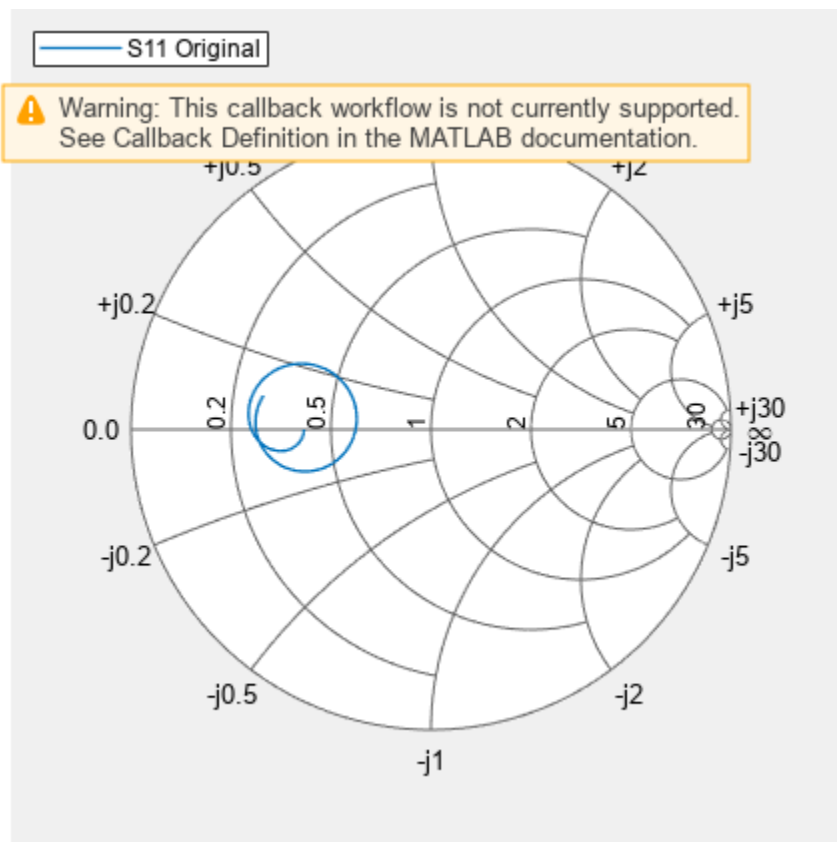 S11 Original
Warning: This callback workflow is not currently supported.
See Callback Definition in the MATLAB documentation.
+j0.5
+j2
+j0.2
+j5
0.0
0.2
0.5
1
2
5
30
+j30
∞
-j30
-j0.2
-j5
-j0.5
-j2
-j1